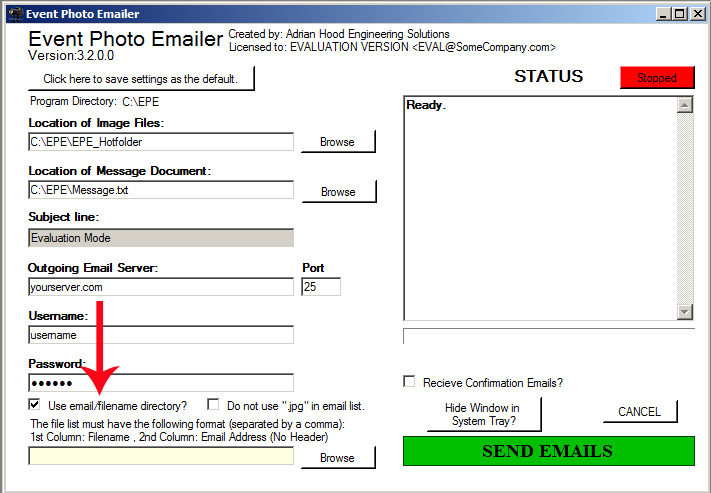 Event Photo Emailer
Event Photo Emailer
Created by: Adrian Hood Engineering Solutions
Licensed to: EVALUATION VERSION <EVAL@SomeCompany.com>
Version:3.2.0.0
Click here to save settings as the default.
STATUS
Stopped
Program Directory: C:\EPE
Ready.
Location of Image Files:
C:\EPE\EPE_Hotfolder
Browse
Location of Message Document:
C:\EPE\Message.txt
Browse
Subject line:
Evaluation Mode
Outgoing Email Server:
Port
yourserver.com
25
Username:
username
Password:
●●●●●●
Use email/filename directory?
Do not use ".jpg" in email list.
The file list must have the following format (separated by a comma):
1st Column: Filename , 2nd Column: Email Address (No Header)
Browse
Recieve Confirmation Emails?
Hide Window in
System Tray?
CANCEL
SEND EMAILS